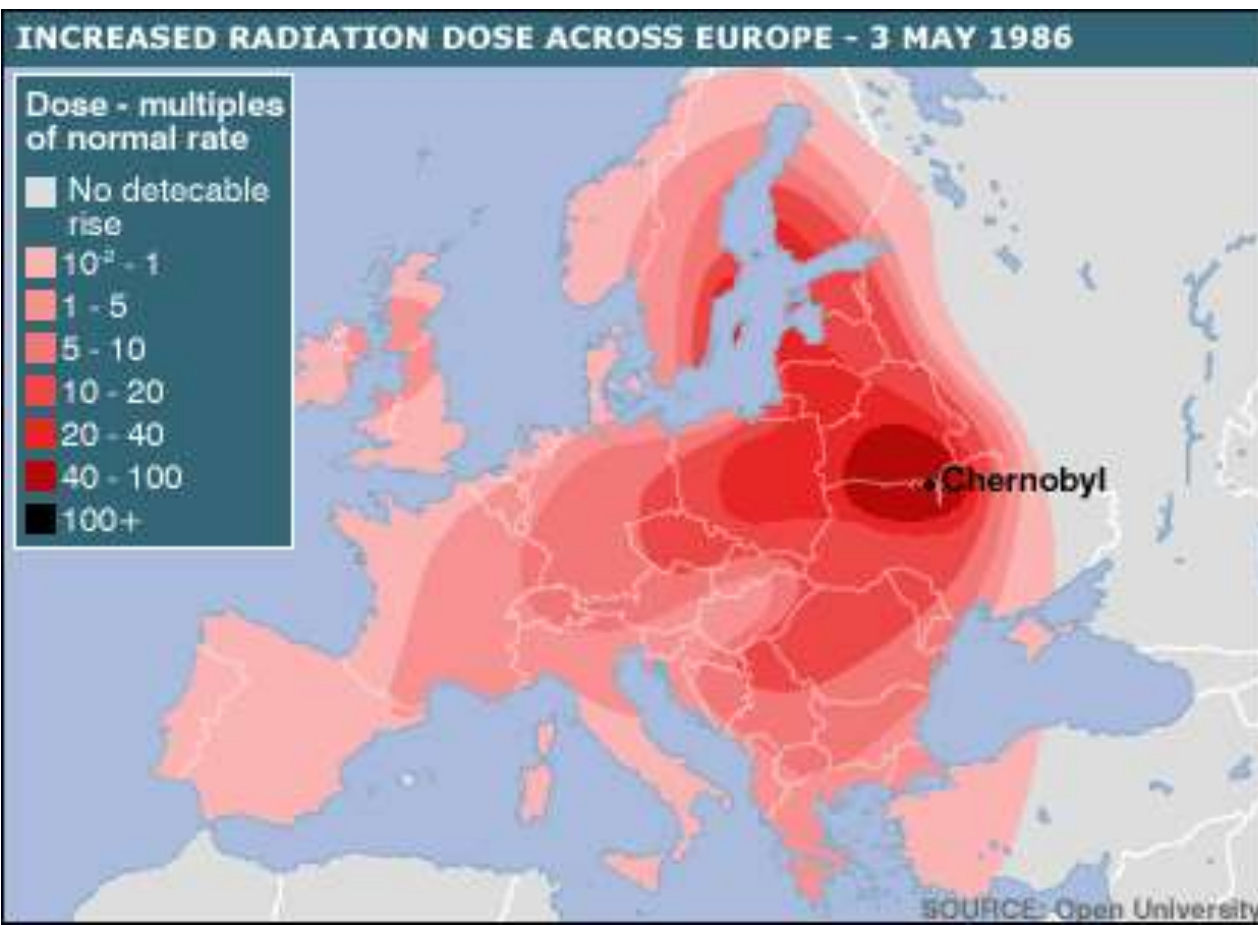 INCREASED RADIATION DOSE ACROSS EUROPE - 3 MAY 1986
Dose - multiples
of normal rate
No detecable
rise
10⁻² - 1
1 - 5
5 - 10
10 - 20
20 - 40
40 - 100
100+
Chernobyl
SOURCE: Open University